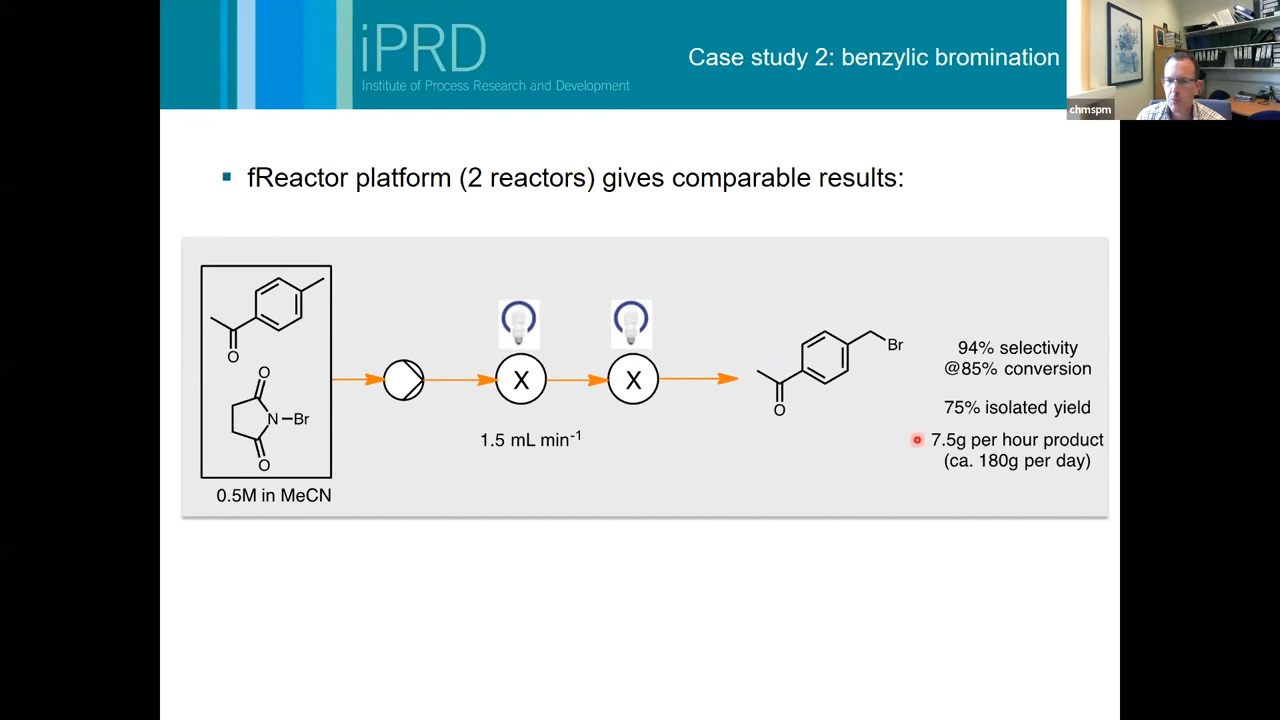 iPRD
Institute of Process Research and Development
Case study 2: benzylic bromination
chmspm
▪ fReactor platform (2 reactors) gives comparable results:
O
O
N
Br
O
0.5M in MeCN
X
X
1.5 mL min⁻¹
Br
O
94% selectivity
@85% conversion
75% isolated yield
7.5g per hour product
(ca. 180g per day)